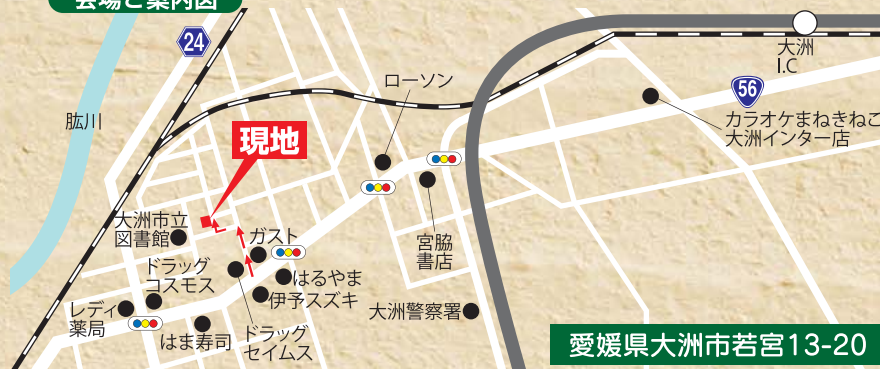 会場ご案内図
24
大洲
I.C
ローソン
56
肱川
カラオケまねきねこ
大洲インター店
現地
大洲市立
図書館
ガスト
宮脇
書店
ドラッグ
コスモス
はるやま
伊予スズキ
レディ
薬局
大洲警察署
はま寿司
ドラッグ
セイムス
愛媛県大洲市若宮13-20